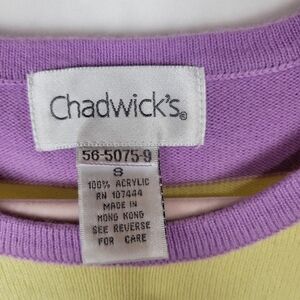 Chadwick's®
56-5075-9
S
100% ACRYLIC
RN 107444
MADE IN
HONG KONG
SEE REVERSE
FOR CARE